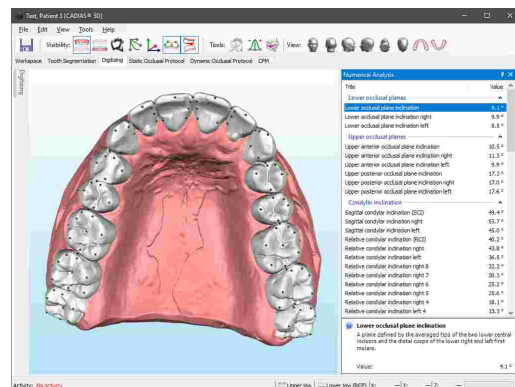 Test, Patient 3 [CADIAS® 3D]
File Edit View Tools Help
Visibility: Tools: View:
Workspace Tooth Segmentation Digitizing Static Occlusal Protocol Dynamic Occlusal Protocol CPM
Digitizing
Numerical Analysis
Title Value
Lower occlusal planes
Lower occlusal plane inclination 9.1 °
Lower occlusal plane inclination right 9.9 °
Lower occlusal plane inclination left 8.5 °
Upper occlusal planes
Upper anterior occlusal plane inclination 10.5 °
Upper anterior occlusal plane inclination right 11.3 °
Upper anterior occlusal plane inclination left 9.9 °
Upper posterior occlusal plane inclination 17.3 °
Upper posterior occlusal plane inclination right 17.0 °
Upper posterior occlusal plane inclination left 17.6 °
Condylar inclination
Sagittal condylar inclination (SCI) 49.4 °
Sagittal condylar inclination right 53.7 °
Sagittal condylar inclination left 45.0 °
Relative condylar inclination (RCI) 40.2 °
Relative condylar inclination right 43.8 °
Relative condylar inclination left 36.5 °
Relative condylar inclination right 8 32.2 °
Relative condylar inclination right 7 30.3 °
Relative condylar inclination right 6 25.2 °
Relative condylar inclination right 5 25.6 °
Relative condylar inclination right 4 38.1 °
Relative condylar inclination left 4 13.3 °
Lower occlusal plane inclination
A plane defined by the averaged tips of the two lower central
incisors and the distal cusps of the lower right and left first
molars.
Value: 9.1 °
Activity: No activity Upper jaw Lower jaw (RCP) X: — Y: — Z: —